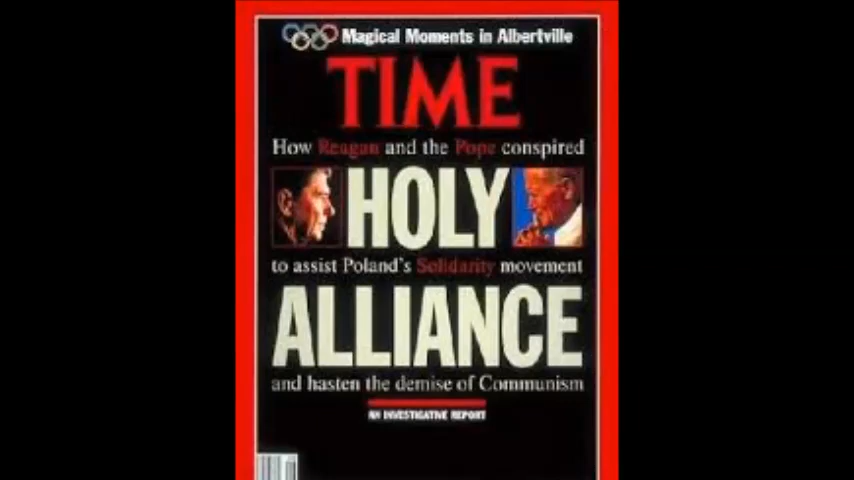 Magical Moments in Albertville
TIME
How Reagan and the Pope conspired
HOLY
to assist Poland's Solidarity movement
ALLIANCE
and hasten the demise of Communism
AN INVESTIGATIVE REPORT